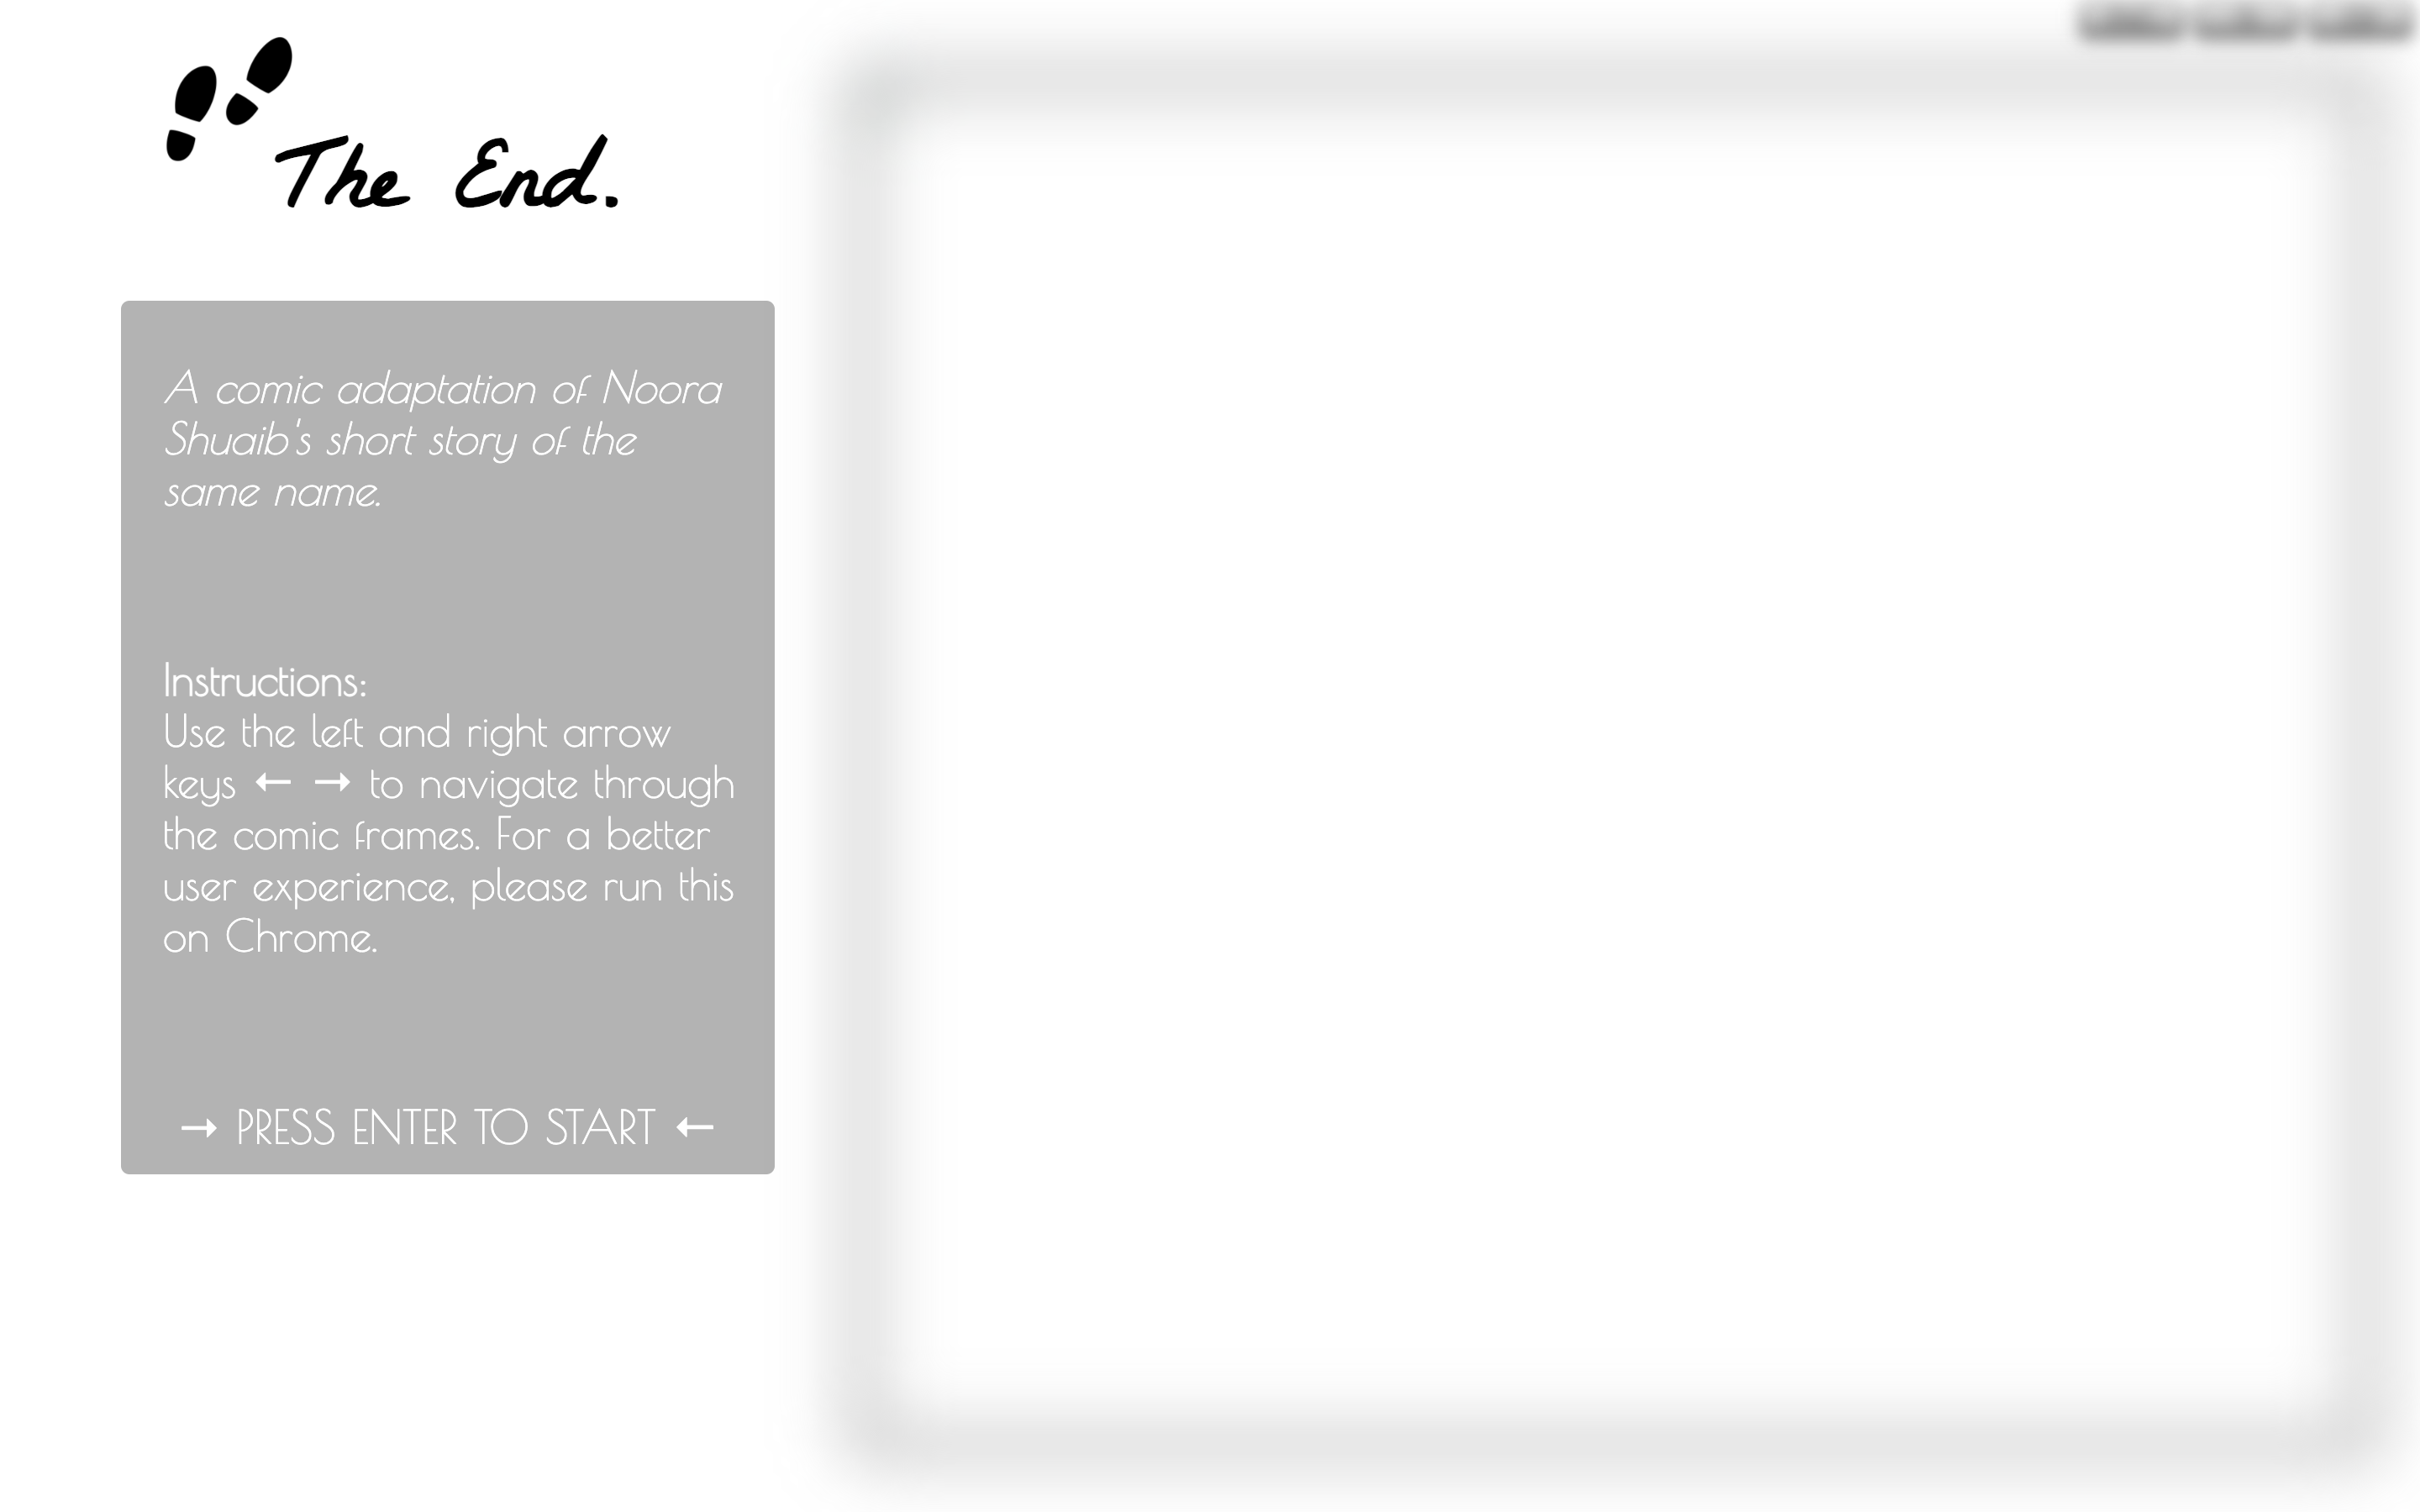 The End.
A comic adaptation of Noora
Shuaib's short story of the
same name.
Instructions:
Use the left and right arrow
keys ← → to navigate through
the comic frames. For a better
user experience, please run this
on Chrome.
→ PRESS ENTER TO START ←